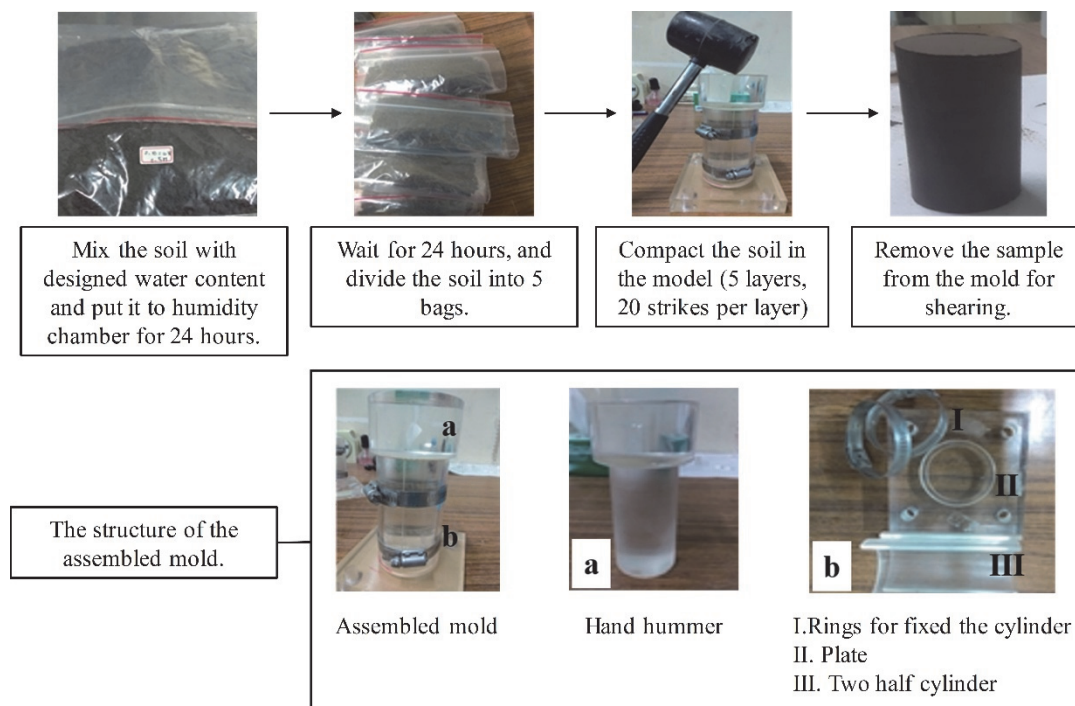 Mix the soil with
designed water content
and put it to humidity
chamber for 24 hours.
Wait for 24 hours, and
divide the soil into 5
bags.
Compact the soil in
the model (5 layers,
20 strikes per layer)
Remove the sample
from the mold for
shearing.
The structure of the
assembled mold.
a
b
Assembled mold
a
Hand hummer
I
II
III
b
I.Rings for fixed the cylinder
II. Plate
III. Two half cylinder